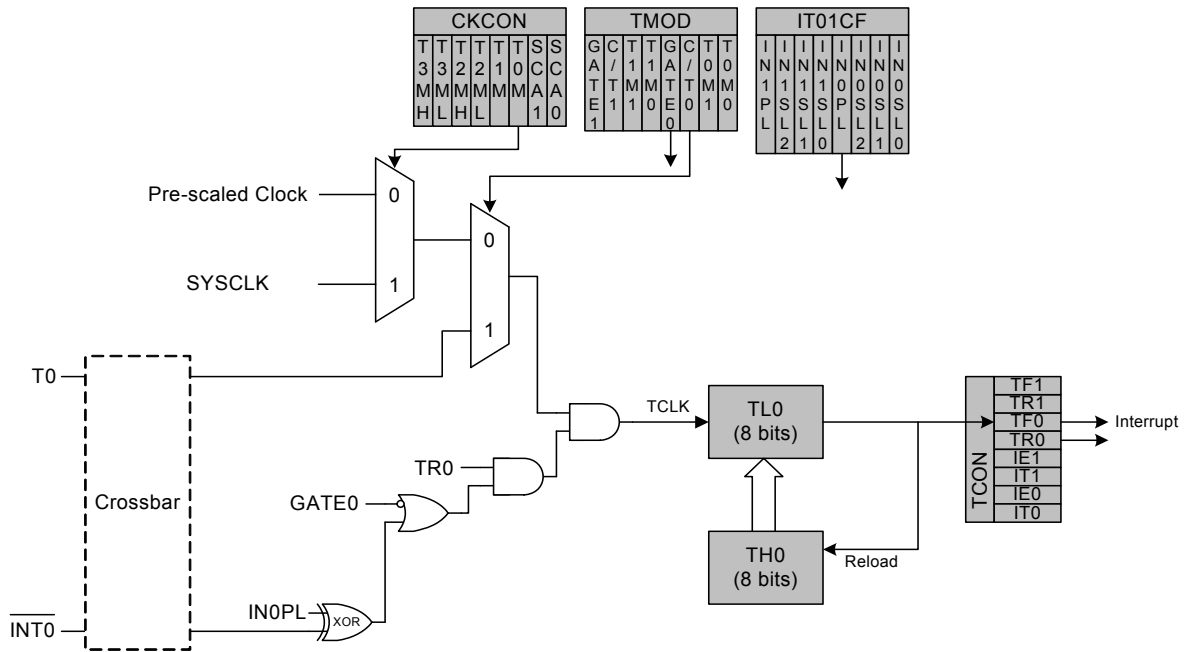 CKCON
T3MH T3ML T2MH T2ML T1M T0M SCA1 SCA0
TMOD
GATE1 C/T1 T1M1 T1M0 GATE0 C/T0 T0M1 T0M0
IT01CF
IN1PL IN1SL2 IN1SL1 IN1SL0 IN0PL IN0SL2 IN0SL1 IN0SL0
Pre-scaled Clock
0
SYSCLK
1
0
1
T0
Crossbar
INT0
TR0
GATE0
IN0PL
XOR
TCLK
TL0
(8 bits)
TH0
(8 bits)
Reload
TCON
TF1
TR1
TF0
TR0
IE1
IT1
IE0
IT0
Interrupt